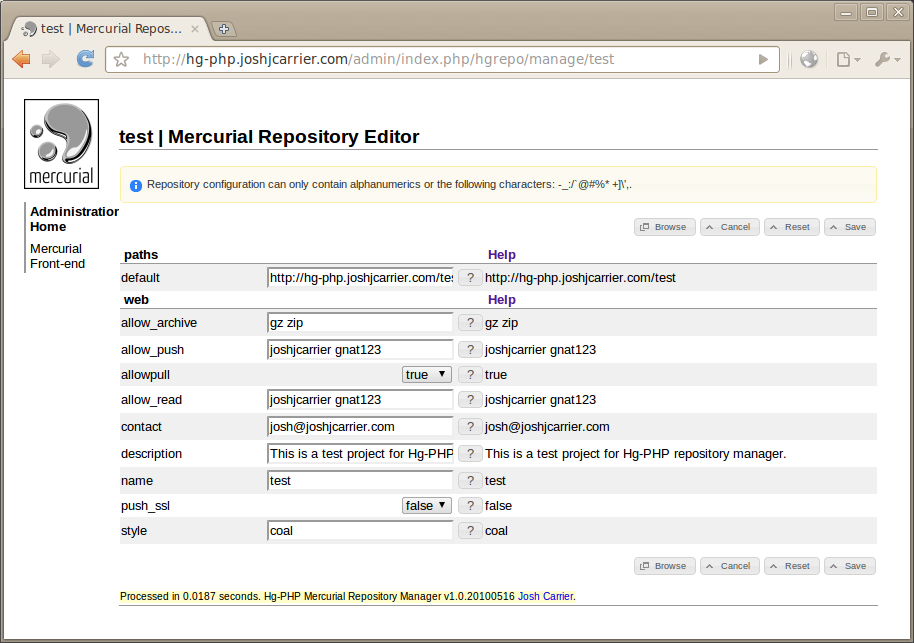 test | Mercurial Repos...
http://hg-php.joshjcarrier.com/admin/index.php/hgrepo/manage/test
mercurial
Administration
Home
Mercurial
Front-end
test | Mercurial Repository Editor
Repository configuration can only contain alphanumerics or the following characters: -_:/`@#%* +]\',.
Browse Cancel Reset Save
paths Help
default http://hg-php.joshjcarrier.com/tes ? http://hg-php.joshjcarrier.com/test
web Help
allow_archive gz zip ? gz zip
allow_push joshjcarrier gnat123 ? joshjcarrier gnat123
allowpull true ? true
allow_read joshjcarrier gnat123 ? joshjcarrier gnat123
contact josh@joshjcarrier.com ? josh@joshjcarrier.com
description This is a test project for Hg-PHP ? This is a test project for Hg-PHP repository manager.
name test ? test
push_ssl false ? false
style coal ? coal
Browse Cancel Reset Save
Processed in 0.0187 seconds. Hg-PHP Mercurial Repository Manager v1.0.20100516 Josh Carrier.